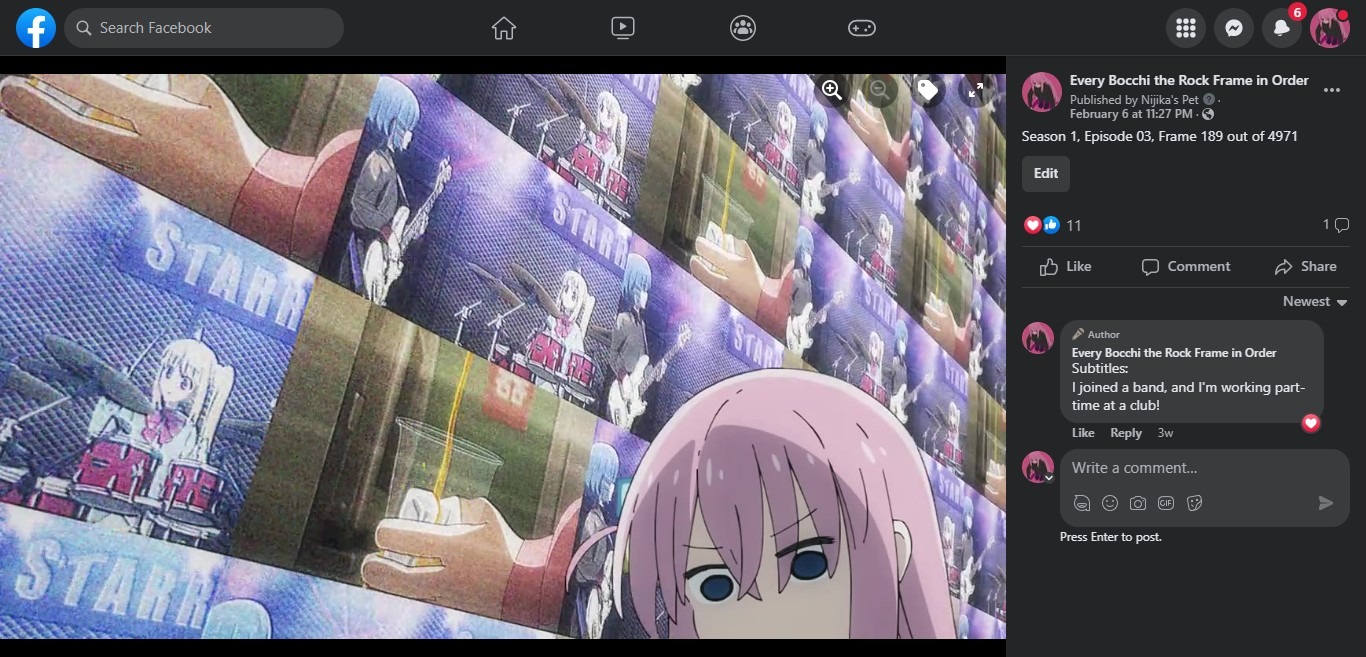 Search Facebook
6
Every Bocchi the Rock Frame in Order
Published by Nijika's Pet
February 6 at 11:27 PM
Season 1, Episode 03, Frame 189 out of 4971
Edit
11
1
Like
Comment
Share
Newest
Author
Every Bocchi the Rock Frame in Order
Subtitles:
I joined a band, and I'm working part-
time at a club!
Like Reply 3w
Write a comment...
GIF
Press Enter to post.
STARR
STARR
STARR
STARR